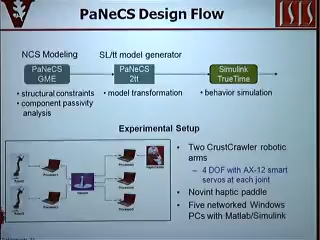 PaNeCS Design Flow
ISIS
NCS Modeling
SL/tt model generator
PaNeCS
GME
PaNeCS
2tt
Simulink
TrueTime
• structural constraints
• component passivity
analysis
• model transformation
• behavior simulation
Experimental Setup
• Two CrustCrawler robotic
arms
– 4 DOF with AX-12 smart
servos at each joint
• Novint haptic paddle
• Five networked Windows
PCs with Matlab/Simulink